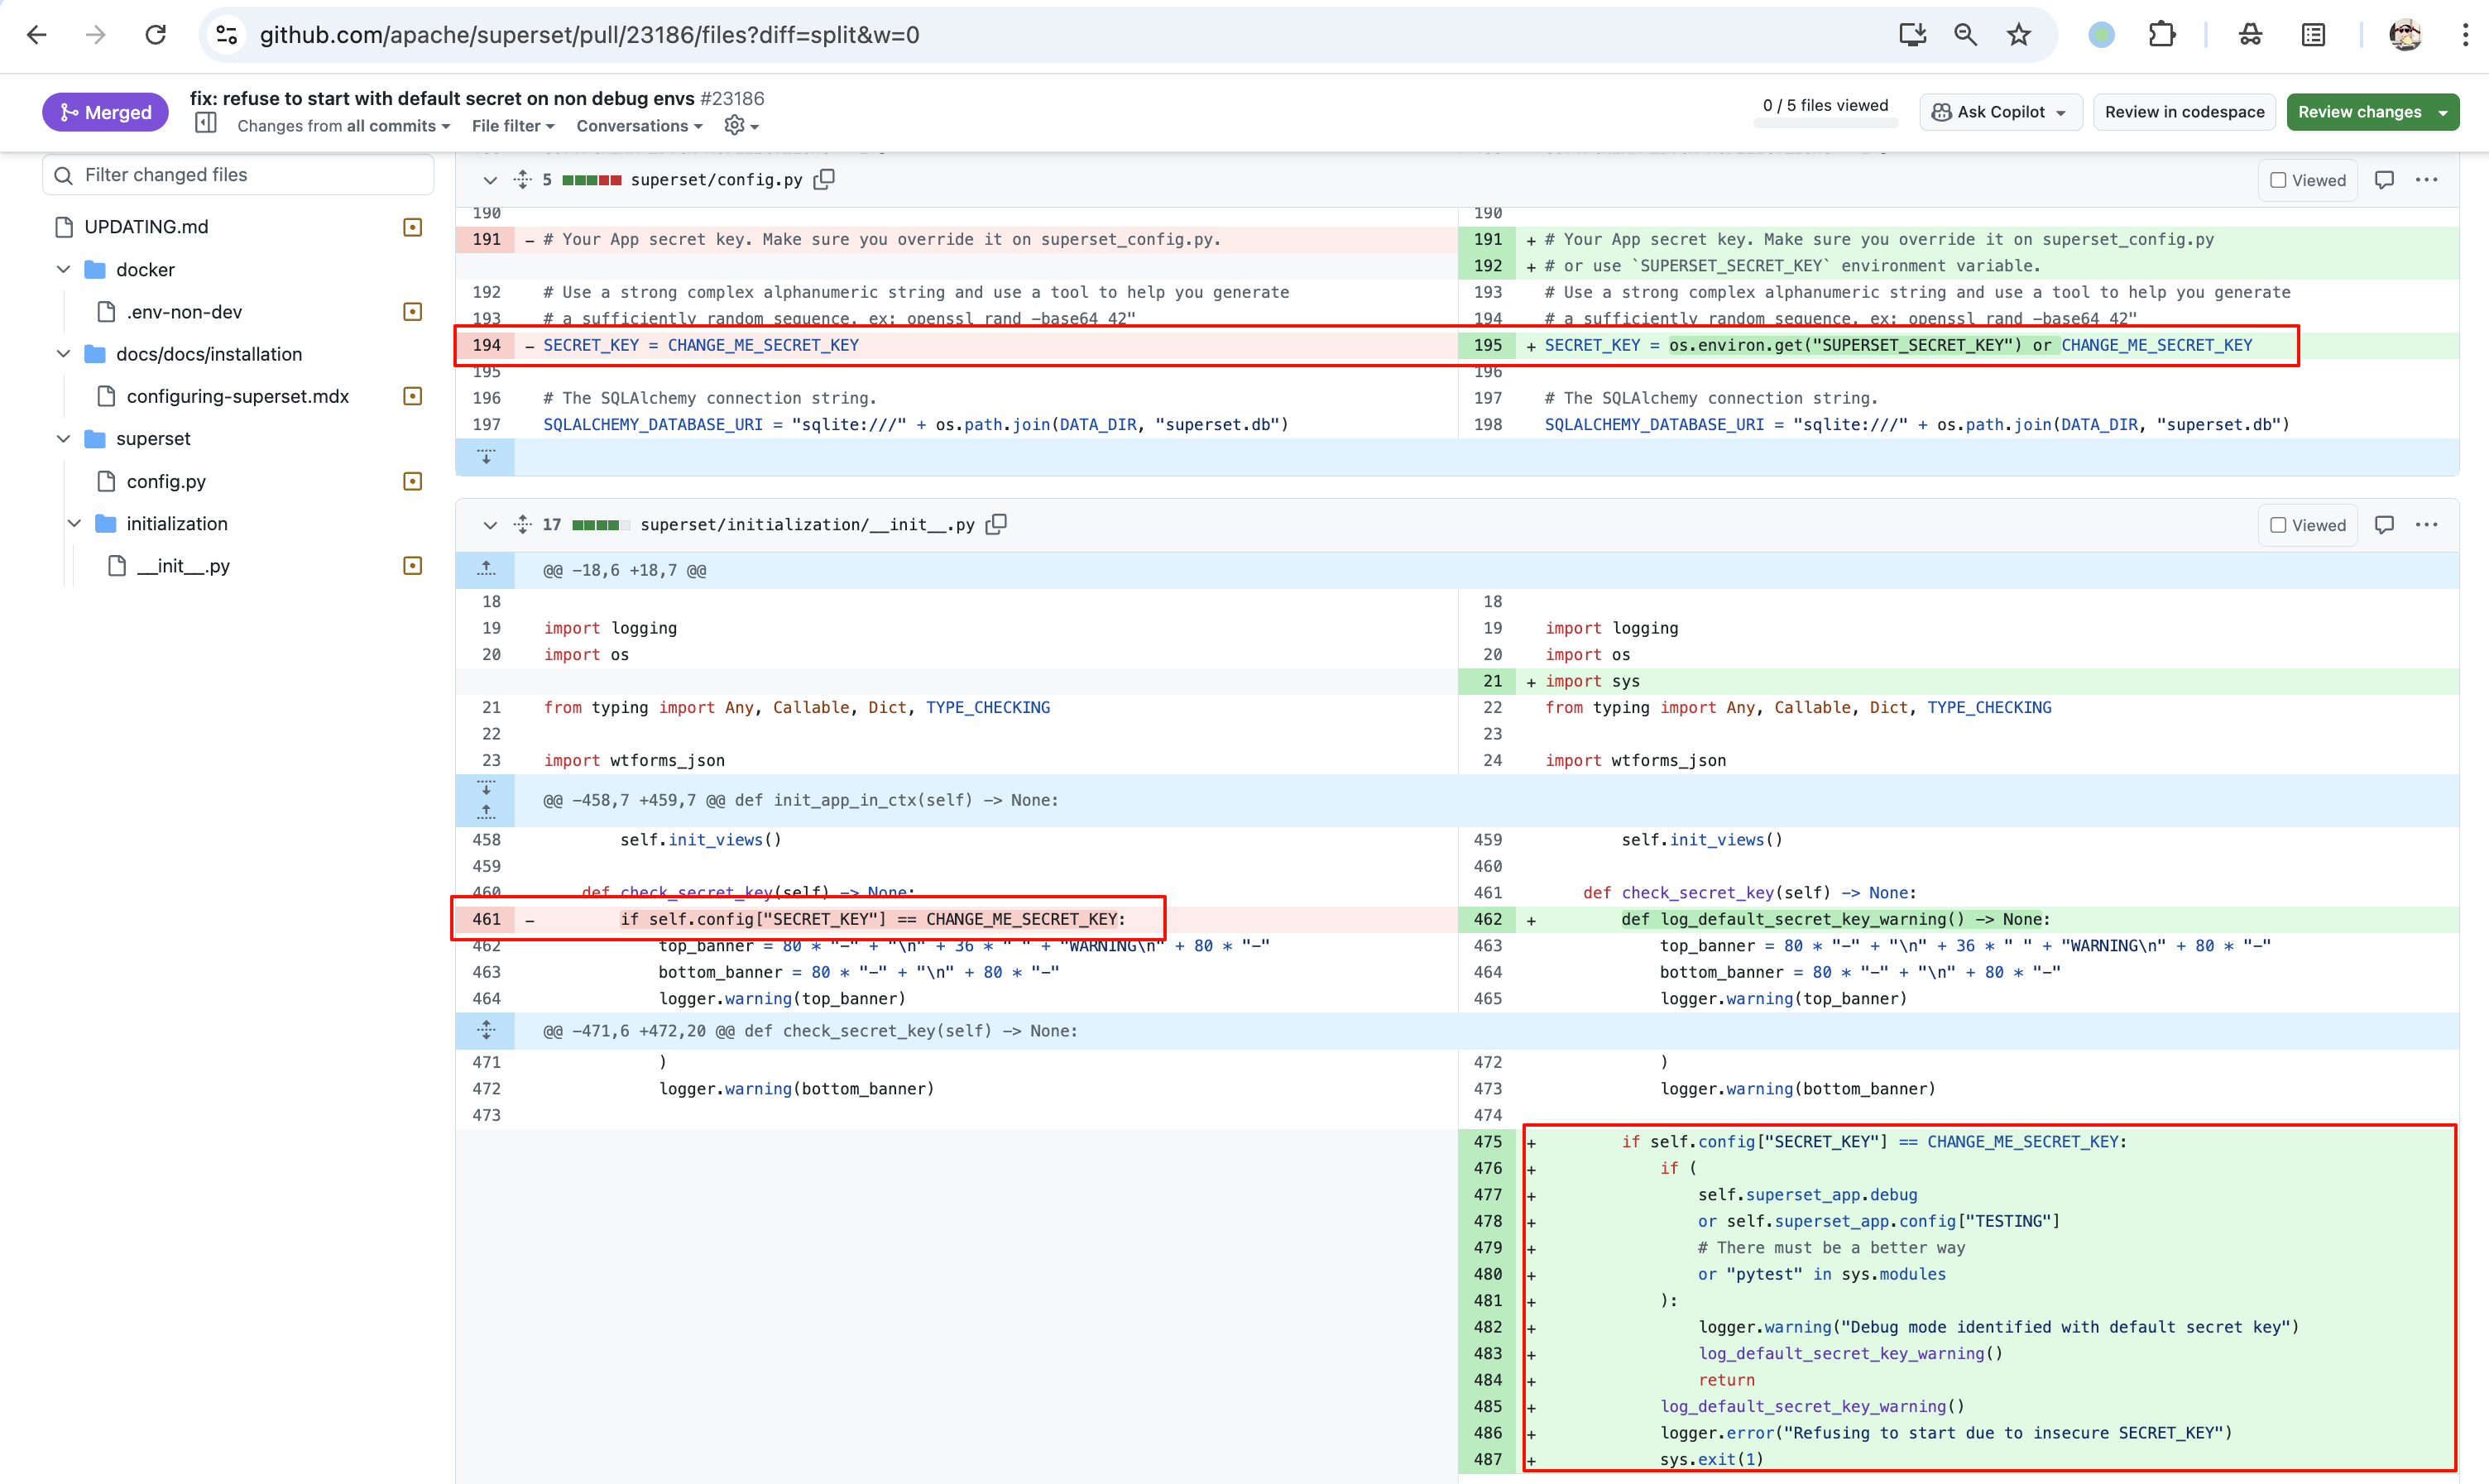 github.com/apache/superset/pull/23186/files?diff=split&w=0
Merged
fix: refuse to start with default secret on non debug envs #23186
Changes from all commits
File filter
Conversations
0 / 5 files viewed
Ask Copilot
Review in codespace
Review changes
Filter changed files
UPDATING.md
docker
.env-non-dev
docs/docs/installation
configuring-superset.mdx
superset
config.py
initialization
__init__.py
5 superset/config.py
Viewed
190
191 - # Your App secret key. Make sure you override it on superset_config.py.
192 # Use a strong complex alphanumeric string and use a tool to help you generate
193 # a sufficiently random sequence. ex: openssl rand -base64 42"
194 - SECRET_KEY = CHANGE_ME_SECRET_KEY
195
196 # The SQLAlchemy connection string.
197 SQLALCHEMY_DATABASE_URI = "sqlite:///" + os.path.join(DATA_DIR, "superset.db")
190
191 + # Your App secret key. Make sure you override it on superset_config.py
192 + # or use `SUPERSET_SECRET_KEY` environment variable.
193 # Use a strong complex alphanumeric string and use a tool to help you generate
194 # a sufficiently random sequence. ex: openssl rand -base64 42"
195 + SECRET_KEY = os.environ.get("SUPERSET_SECRET_KEY") or CHANGE_ME_SECRET_KEY
196
197 # The SQLAlchemy connection string.
198 SQLALCHEMY_DATABASE_URI = "sqlite:///" + os.path.join(DATA_DIR, "superset.db")
17 superset/initialization/__init__.py
Viewed
@@ -18,6 +18,7 @@
18
19 import logging
20 import os
21 from typing import Any, Callable, Dict, TYPE_CHECKING
22
23 import wtforms_json
18
19 import logging
20 import os
21 + import sys
22 from typing import Any, Callable, Dict, TYPE_CHECKING
23
24 import wtforms_json
@@ -458,7 +459,7 @@ def init_app_in_ctx(self) -> None:
458 self.init_views()
459
460 def check_secret_key(self) -> None:
461 - if self.config["SECRET_KEY"] == CHANGE_ME_SECRET_KEY:
462 top_banner = 80 * "-" + "\n" + 36 * " " + "WARNING\n" + 80 * "-"
463 bottom_banner = 80 * "-" + "\n" + 80 * "-"
464 logger.warning(top_banner)
459 self.init_views()
460
461 def check_secret_key(self) -> None:
462 + def log_default_secret_key_warning() -> None:
463 top_banner = 80 * "-" + "\n" + 36 * " " + "WARNING\n" + 80 * "-"
464 bottom_banner = 80 * "-" + "\n" + 80 * "-"
465 logger.warning(top_banner)
@@ -471,6 +472,20 @@ def check_secret_key(self) -> None:
471 )
472 logger.warning(bottom_banner)
473
472 )
473 logger.warning(bottom_banner)
474
475 + if self.config["SECRET_KEY"] == CHANGE_ME_SECRET_KEY:
476 + if (
477 + self.superset_app.debug
478 + or self.superset_app.config["TESTING"]
479 + # There must be a better way
480 + or "pytest" in sys.modules
481 + ):
482 + logger.warning("Debug mode identified with default secret key")
483 + log_default_secret_key_warning()
484 + return
485 + log_default_secret_key_warning()
486 + logger.error("Refusing to start due to insecure SECRET_KEY")
487 + sys.exit(1)